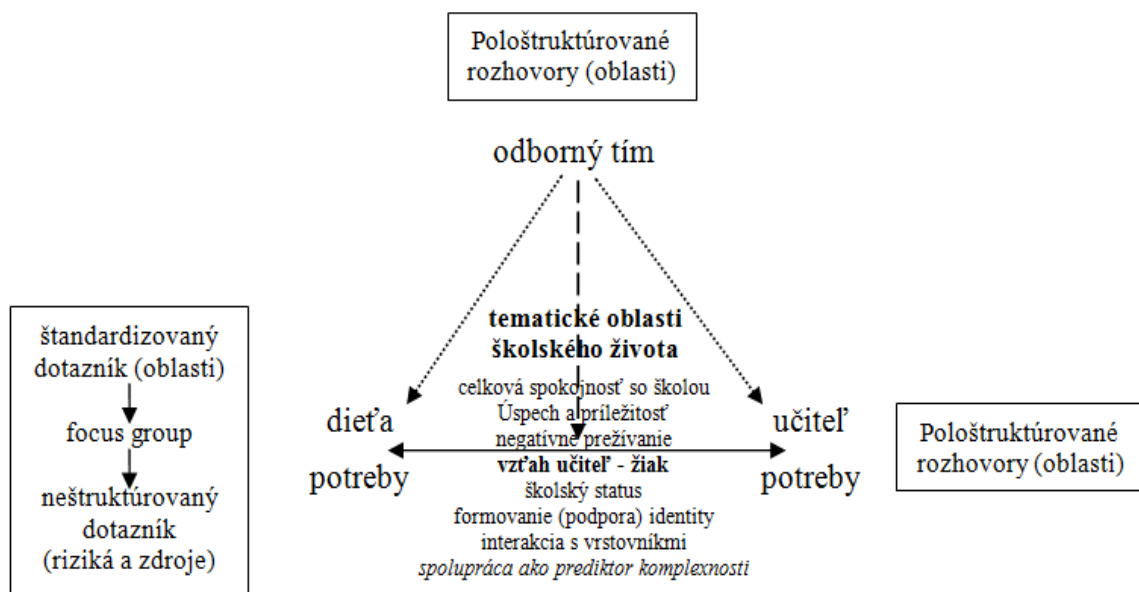 Pološtruktúrované
rozhovory (oblasti)
odborný tím
štandardizovaný
dotazník (oblasti)
focus group
neštruktúrovaný
dotazník
(riziká a zdroje)
dieťa
potreby
tematické oblasti
školského života
celková spokojnosť so školou
Úspech a príležitosť
negatívne prežívanie
vzťah učiteľ - žiak
školský status
formovanie (podpora) identity
interakcia s vrstovníkmi
spolupráca ako prediktor komplexnosti
učiteľ
potreby
Pološtruktúrované
rozhovory (oblasti)